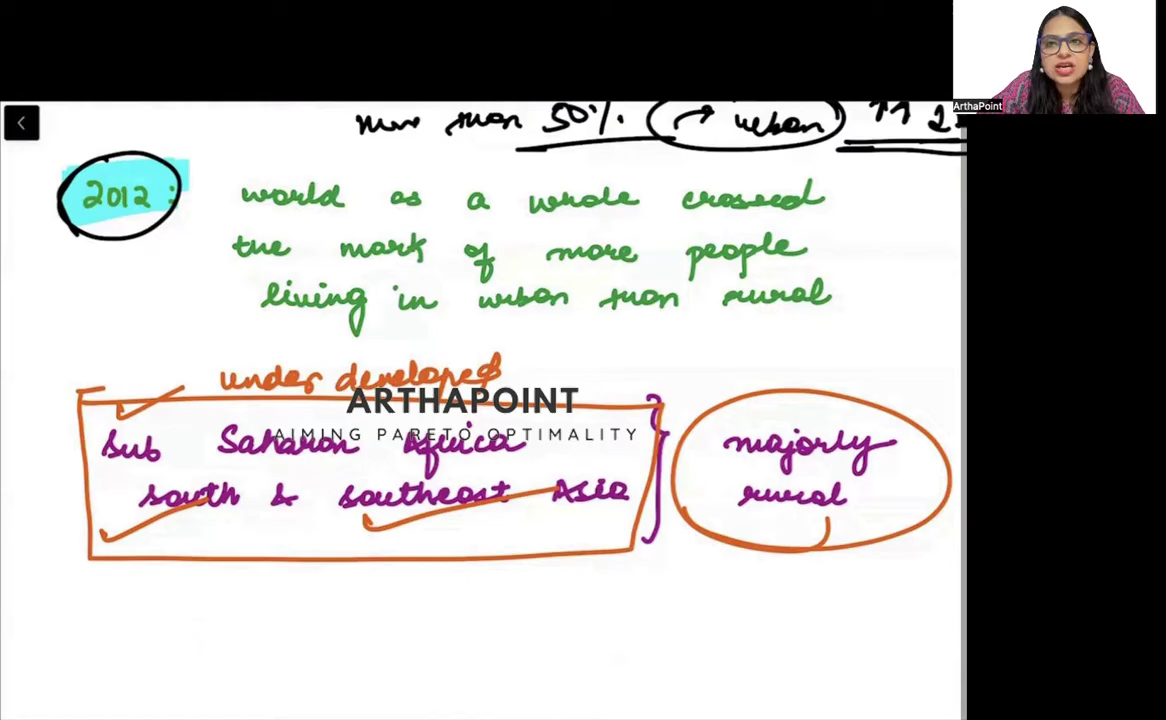 ArthaPoint
more than 50% → urban ↑↑ 2
2012: world as a whole crossed
the mark of more people
living in urban than rural
under developed
ARTHAPOINT
AIMING PARETO OPTIMALITY
Sub Saharan Africa majorly
south & southeast Asia rural